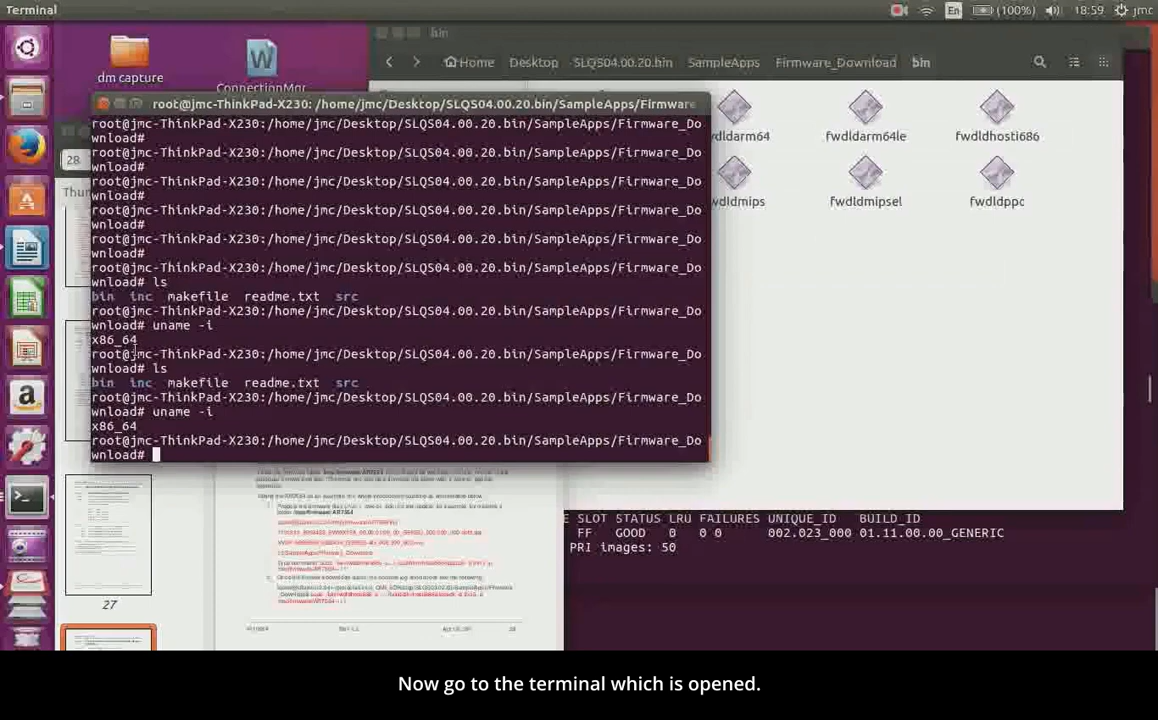 Terminal
En
(100%)
18:59
jmc
dm capture
ConnectionMgr
bin
Home
Desktop
SLQS04.00.20.bin
SampleApps
Firmware_Download
bin
fwdldarm64le
fwdldhosti686
fwdldmipsel
fwdldppc
28
root@jmc-ThinkPad-X230: /home/jmc/Desktop/SLQS04.00.20.bin/SampleApps/Firmware
root@jmc-ThinkPad-X230:/home/jmc/Desktop/SLQS04.00.20.bin/SampleApps/Firmware_Do
wnload#
root@jmc-ThinkPad-X230:/home/jmc/Desktop/SLQS04.00.20.bin/SampleApps/Firmware_Do
wnload#
root@jmc-ThinkPad-X230:/home/jmc/Desktop/SLQS04.00.20.bin/SampleApps/Firmware_Do
wnload#
root@jmc-ThinkPad-X230:/home/jmc/Desktop/SLQS04.00.20.bin/SampleApps/Firmware_Do
wnload#
root@jmc-ThinkPad-X230:/home/jmc/Desktop/SLQS04.00.20.bin/SampleApps/Firmware_Do
wnload#
root@jmc-ThinkPad-X230:/home/jmc/Desktop/SLQS04.00.20.bin/SampleApps/Firmware_Do
wnload# ls
bin inc makefile readme.txt src
root@jmc-ThinkPad-X230:/home/jmc/Desktop/SLQS04.00.20.bin/SampleApps/Firmware_Do
wnload# uname -i
x86_64
root@jmc-ThinkPad-X230:/home/jmc/Desktop/SLQS04.00.20.bin/SampleApps/Firmware_Do
wnload# ls
bin inc makefile readme.txt src
root@jmc-ThinkPad-X230:/home/jmc/Desktop/SLQS04.00.20.bin/SampleApps/Firmware_Do
wnload# uname -i
x86_64
root@jmc-ThinkPad-X230:/home/jmc/Desktop/SLQS04.00.20.bin/SampleApps/Firmware_Do
wnload#
E SLOT STATUS LRU FAILURES UNIQUE_ID BUILD_ID
FF GOOD 0 0 0 002.023_000 01.11.00.00_GENERIC
PRI images: 50
27
Now go to the terminal which is opened.